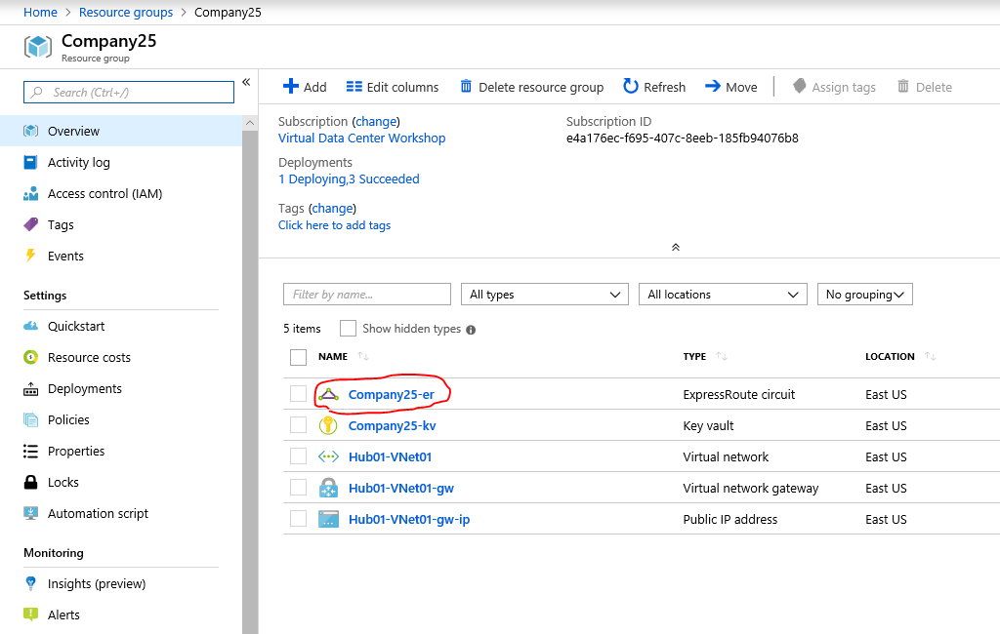 Home > Resource groups > Company25
Company25
Resource group
Search (Ctrl+/)
«
Overview
Activity log
Access control (IAM)
Tags
Events
Settings
Quickstart
Resource costs
Deployments
Policies
Properties
Locks
Automation script
Monitoring
Insights (preview)
Alerts
Add Edit columns Delete resource group Refresh Move Assign tags Delete
Subscription (change) Subscription ID
Virtual Data Center Workshop e4a176ec-f695-407c-8eeb-185fb94076b8
Deployments
1 Deploying,3 Succeeded
Tags (change)
Click here to add tags
Filter by name... All types All locations No grouping
5 items Show hidden types
NAME TYPE LOCATION
Company25-er ExpressRoute circuit East US
Company25-kv Key vault East US
Hub01-VNet01 Virtual network East US
Hub01-VNet01-gw Virtual network gateway East US
Hub01-VNet01-gw-ip Public IP address East US